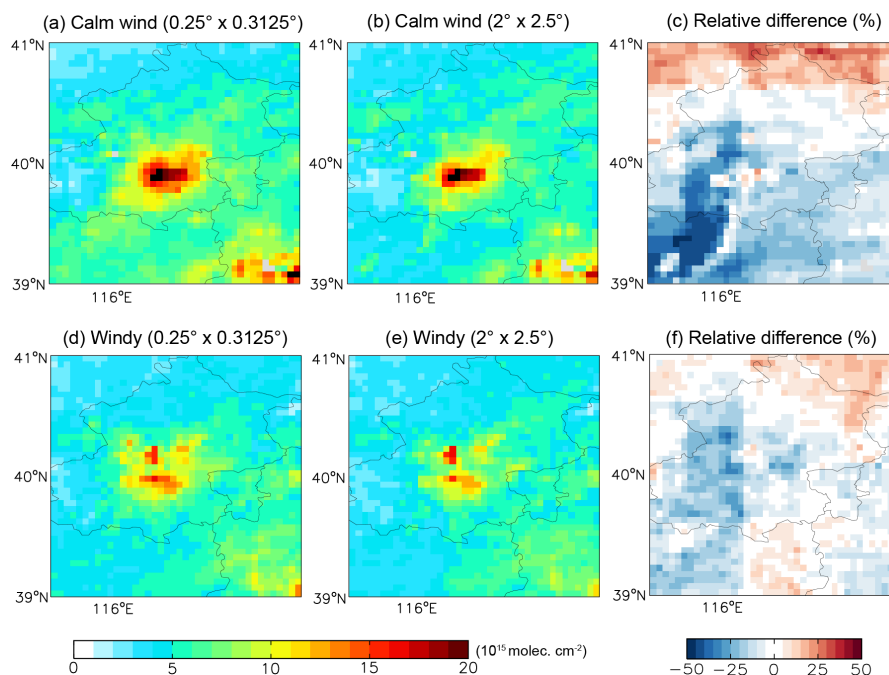 (a) Calm wind (0.25° x 0.3125°)
(b) Calm wind (2° x 2.5°)
(c) Relative difference (%)
41°N
41°N
41°N
40°N
40°N
40°N
39°N
39°N
39°N
116°E
116°E
116°E
(d) Windy (0.25° x 0.3125°)
(e) Windy (2° x 2.5°)
(f) Relative difference (%)
41°N
41°N
41°N
40°N
40°N
40°N
39°N
39°N
39°N
116°E
116°E
116°E
0 5 10 15 20 (10¹⁵ molec. cm⁻²)
−50 −25 0 25 50